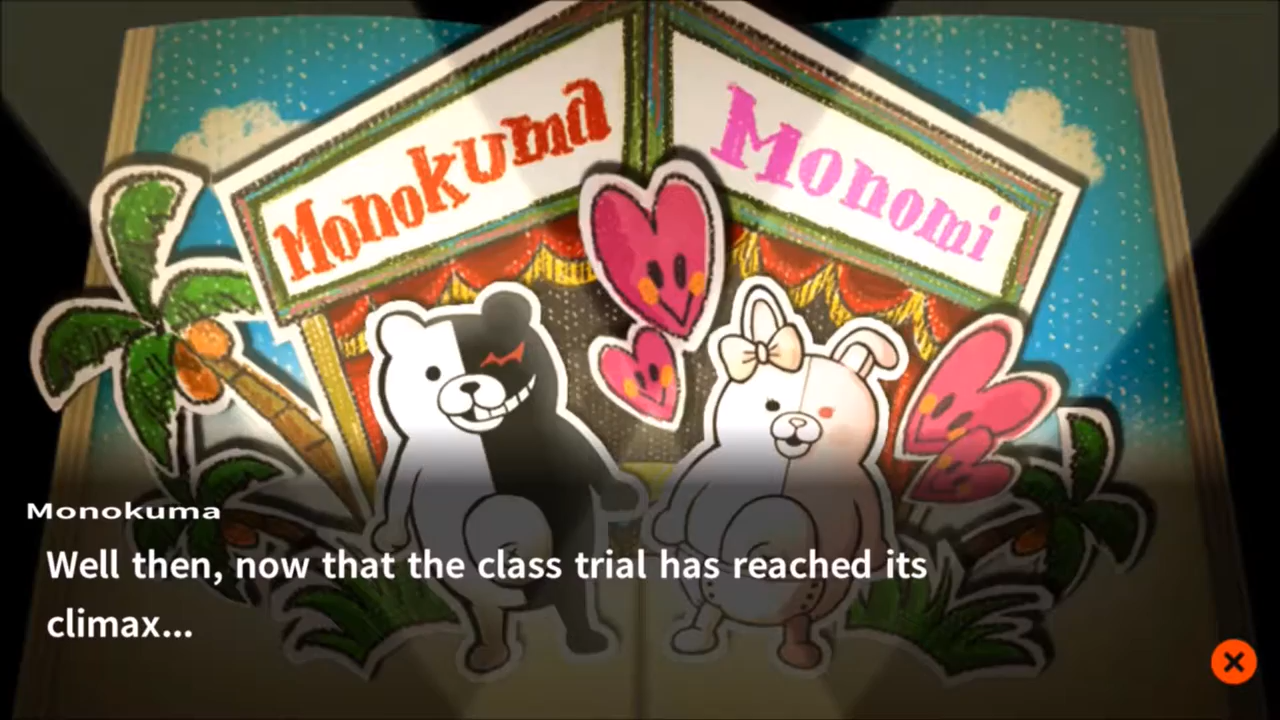 Monokuma
Monomi
Monokuma
Well then, now that the class trial has reached its
climax...